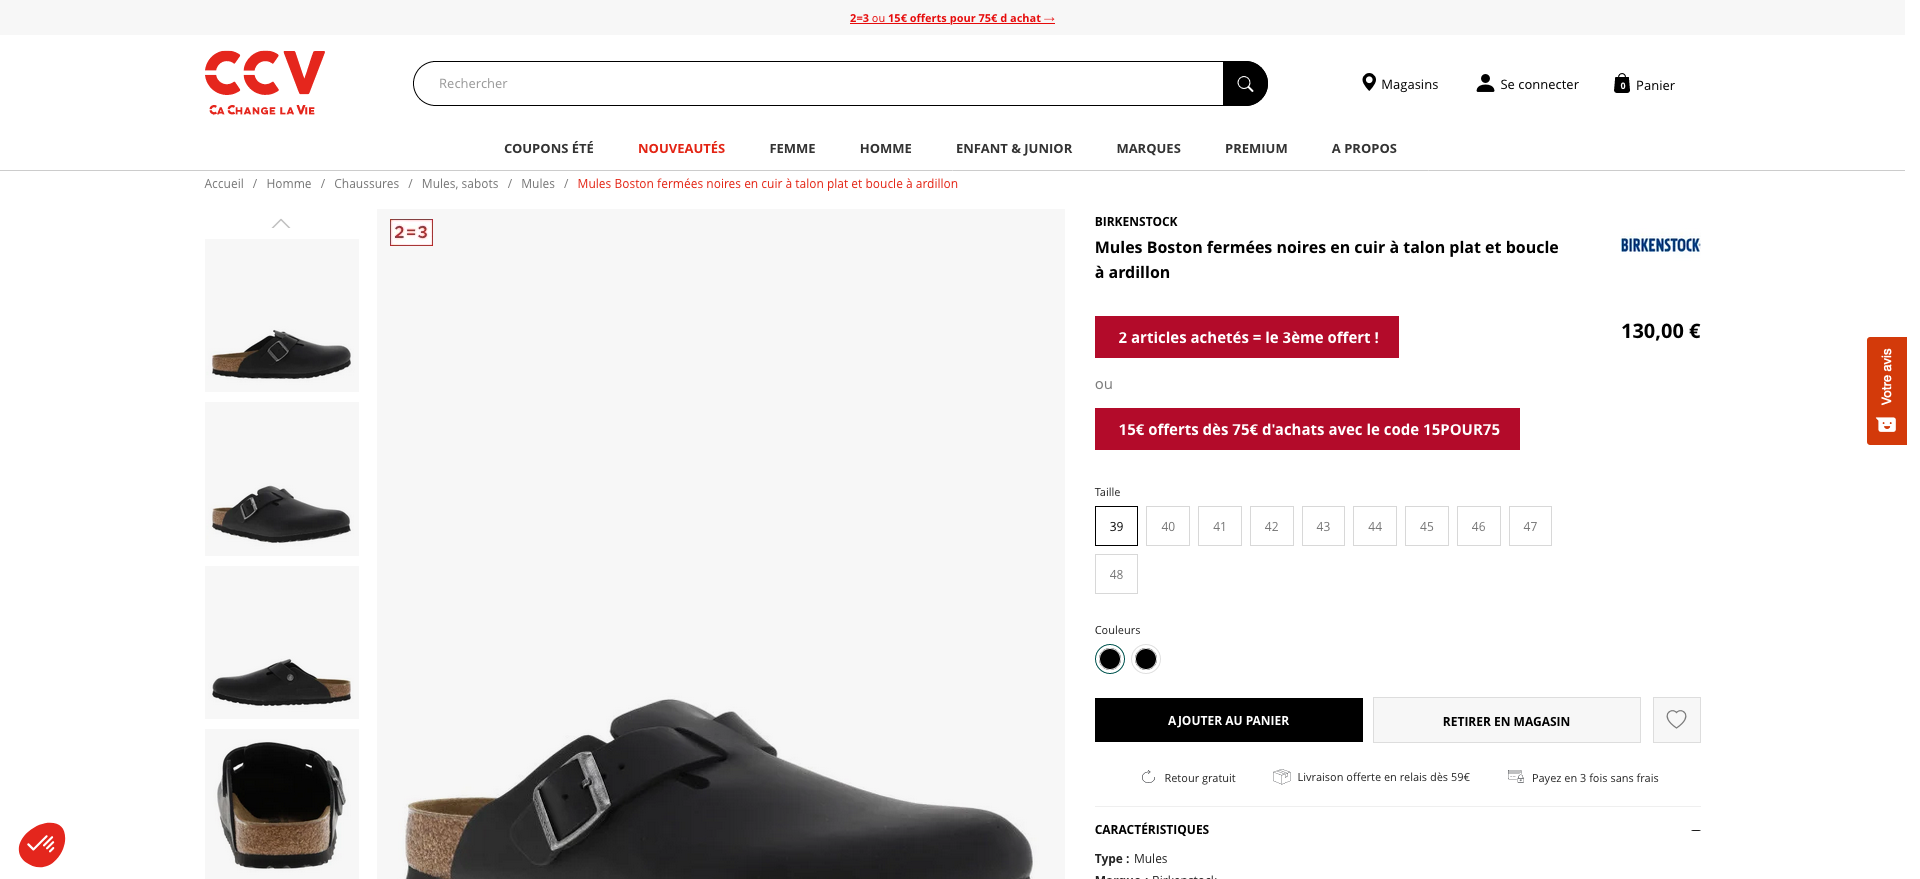 2=3 ou 15€ offerts pour 75€ d achat →
CCV
CA CHANGE LA VIE
Rechercher
Magasins
Se connecter
0
Panier
COUPONS ÉTÉ
NOUVEAUTÉS
FEMME
HOMME
ENFANT & JUNIOR
MARQUES
PREMIUM
A PROPOS
Accueil / Homme / Chaussures / Mules, sabots / Mules / Mules Boston fermées noires en cuir à talon plat et boucle à ardillon
2=3
BIRKENSTOCK
Mules Boston fermées noires en cuir à talon plat et boucle
à ardillon
BIRKENSTOCK
2 articles achetés = le 3ème offert !
130,00 €
ou
15€ offerts dès 75€ d'achats avec le code 15POUR75
Votre avis
Taille
39 40 41 42 43 44 45 46 47
48
Couleurs
AJOUTER AU PANIER
RETIRER EN MAGASIN
Retour gratuit
Livraison offerte en relais dès 59€
Payez en 3 fois sans frais
CARACTÉRISTIQUES
Type : Mules
Marque : Birkenstock